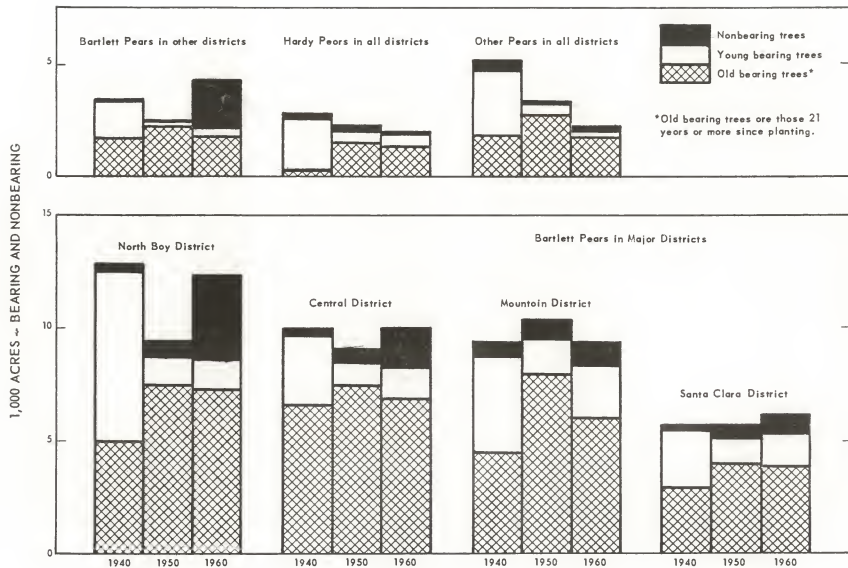 Bartlett Pears in other districts
Hardy Peors in all districts
Other Pears in all districts
Nonbearing trees
Young bearing trees
Old bearing trees*
*Old bearing trees ore those 21
years or more since planting.
5
0
1,000 ACRES - BEARING AND NONBEARING
15
10
5
0
North Boy District
Bartlett Pears in Major Districts
Central District
Mountain District
Santa Clara District
1940 1950 1960 1940 1950 1960 1940 1950 1960 1940 1950 1960